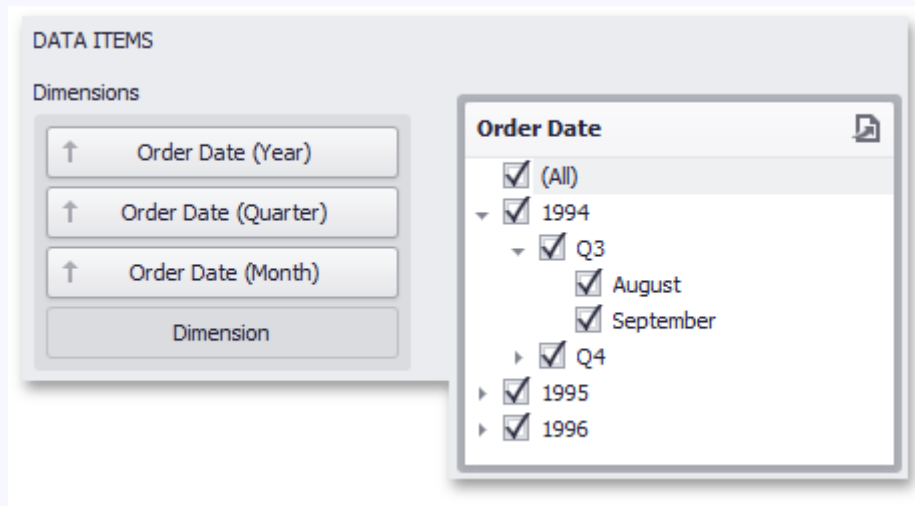 DATA ITEMS
Dimensions
Order Date (Year)
Order Date (Quarter)
Order Date (Month)
Dimension
Order Date
(All)
1994
Q3
August
September
Q4
1995
1996